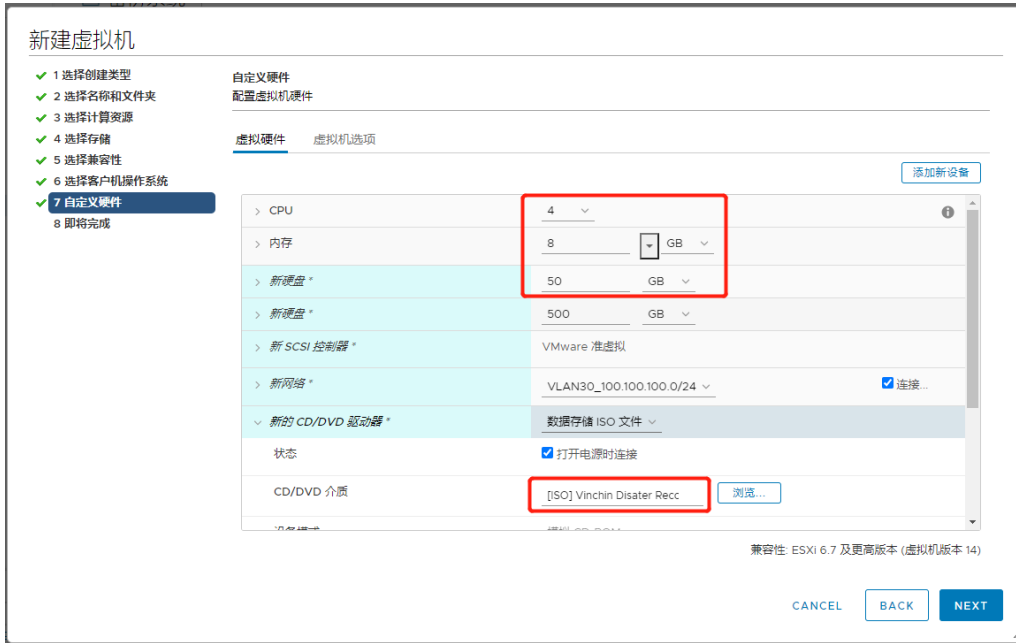 新建虚拟机
1 选择创建类型
2 选择名称和文件夹
3 选择计算资源
4 选择存储
5 选择兼容性
6 选择客户机操作系统
7 自定义硬件
8 即将完成
自定义硬件
配置虚拟机硬件
虚拟硬件 虚拟机选项
添加新设备
CPU 4
内存 8 GB
新硬盘 * 50 GB
新硬盘 * 500 GB
新 SCSI 控制器 * VMware 准虚拟
新网络 * VLAN30_100.100.100.0/24 连接...
新的 CD/DVD 驱动器 * 数据存储 ISO 文件
状态 打开电源时连接
CD/DVD 介质 [ISO] Vinchin Disater Recc 浏览...
兼容性: ESXi 6.7 及更高版本 (虚拟机版本 14)
CANCEL BACK NEXT